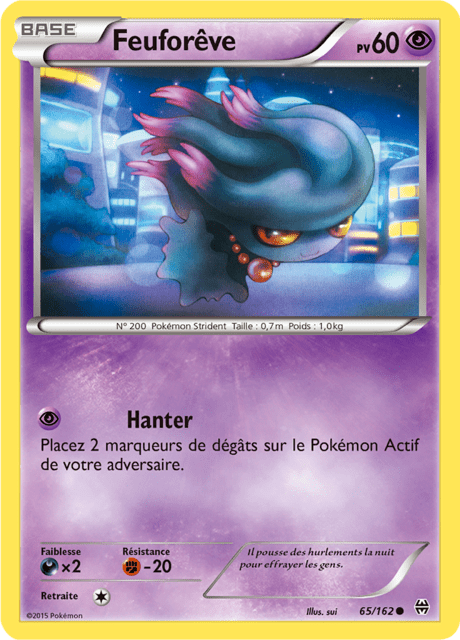 BASE
Feuforêve
PV60
N° 200 Pokémon Strident Taille : 0,7m Poids : 1,0kg
Hanter
Placez 2 marqueurs de dégâts sur le Pokémon Actif
de votre adversaire.
Faiblesse
×2
Résistance
-20
Il pousse des hurlements la nuit
pour effrayer les gens.
Retraite
Illus. sui
65/162
©2015 Pokémon